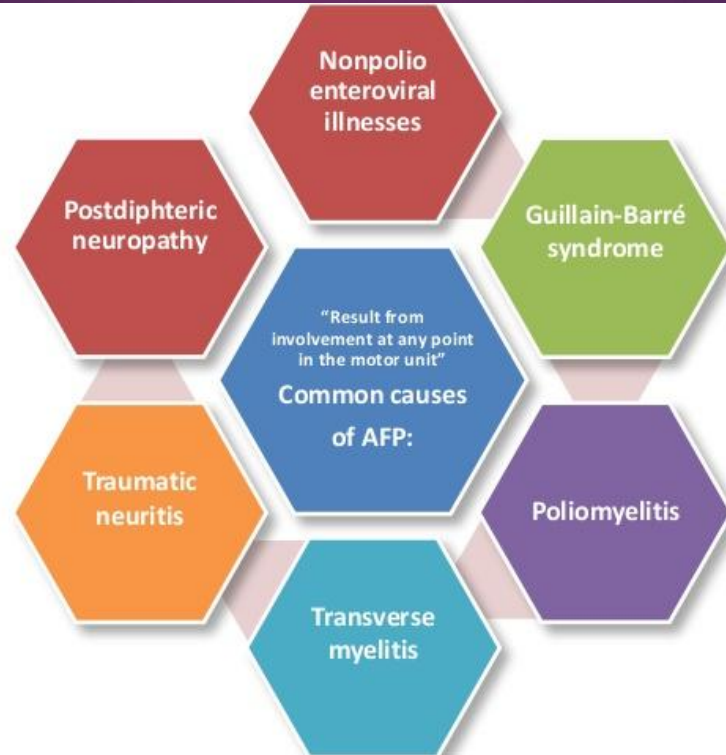 Nonpolio
enteroviral
illnesses
Postdiphteric
neuropathy
Guillain-Barré
syndrome
“Result from
involvement at any point
in the motor unit”
Common causes
of AFP:
Traumatic
neuritis
Poliomyelitis
Transverse
myelitis